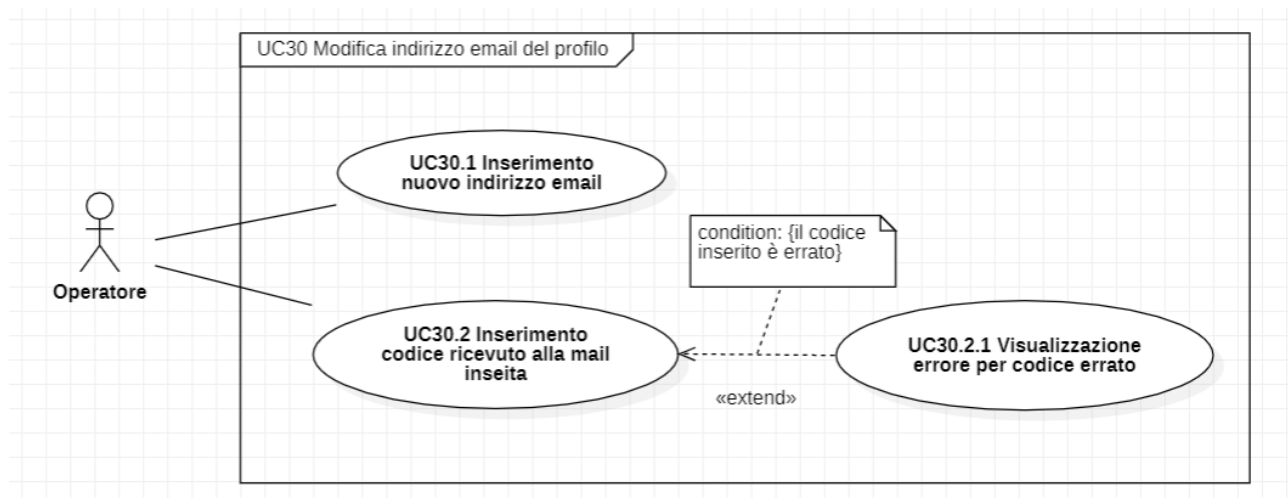 UC30 Modifica indirizzo email del profilo
UC30.1 Inserimento
nuovo indirizzo email
condition: {il codice
inserito è errato}
Operatore
UC30.2 Inserimento
codice ricevuto alla mail
inseita
UC30.2.1 Visualizzazione
errore per codice errato
«extend»